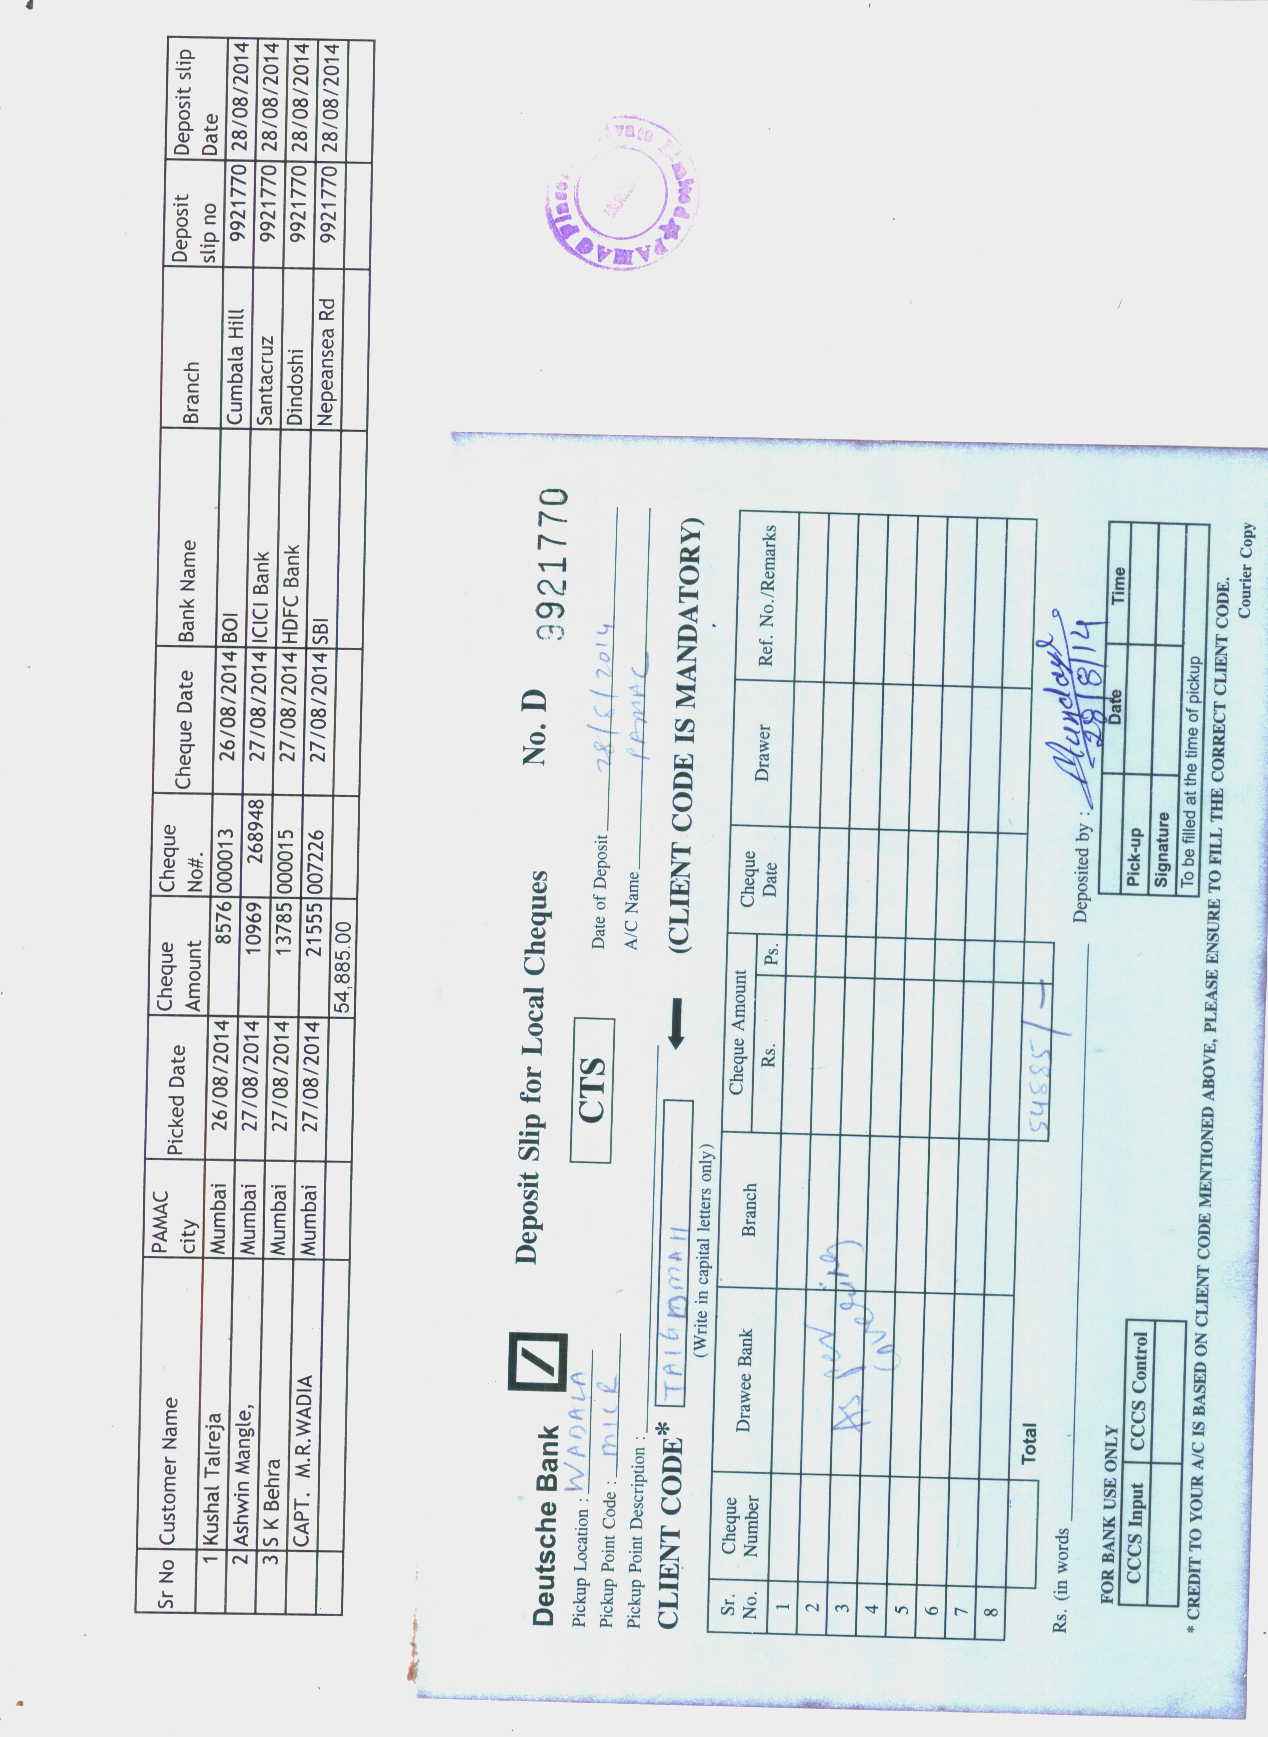 Sr No Customer Name PAMAC city Picked Date Cheque Amount Cheque No#. Cheque Date Bank Name Branch Deposit slip no Deposit slip Date
1 Kushal Talreja Mumbai 26/08/2014 8576 000013 26/08/2014 BOI Cumbala Hill 9921770 28/08/2014
2 Ashwin Mangle, Mumbai 27/08/2014 10969 268948 27/08/2014 ICICI Bank Santacruz 9921770 28/08/2014
3 S K Behra Mumbai 27/08/2014 13785 000015 27/08/2014 HDFC Bank Dindoshi 9921770 28/08/2014
CAPT. M.R.WADIA Mumbai 27/08/2014 21555 007226 27/08/2014 SBI Nepeansea Rd 9921770 28/08/2014
54,885.00
PAMAC
Deutsche Bank Deposit Slip for Local Cheques No. D 9921770
Pickup Location : WADALA CTS Date of Deposit 28/8/2014
Pickup Point Code : MICR A/C Name PAMAC
Pickup Point Description :
CLIENT CODE* (CLIENT CODE IS MANDATORY)
(Write in capital letters only)
Sr. No. Cheque Number Drawee Bank Branch Cheque Amount Rs. Ps. Cheque Date Drawer Ref. No./Remarks
1
2
3 As per
4
5
6
7
8
Total 54885/-
Rs. (in words Deposited by :
28/8/14
FOR BANK USE ONLY
CCCS Input CCCS Control
Date Time
Pick-up
Signature
To be filled at the time of pickup
* CREDIT TO YOUR A/C IS BASED ON CLIENT CODE MENTIONED ABOVE, PLEASE ENSURE TO FILL THE CORRECT CLIENT CODE.
Courier Copy